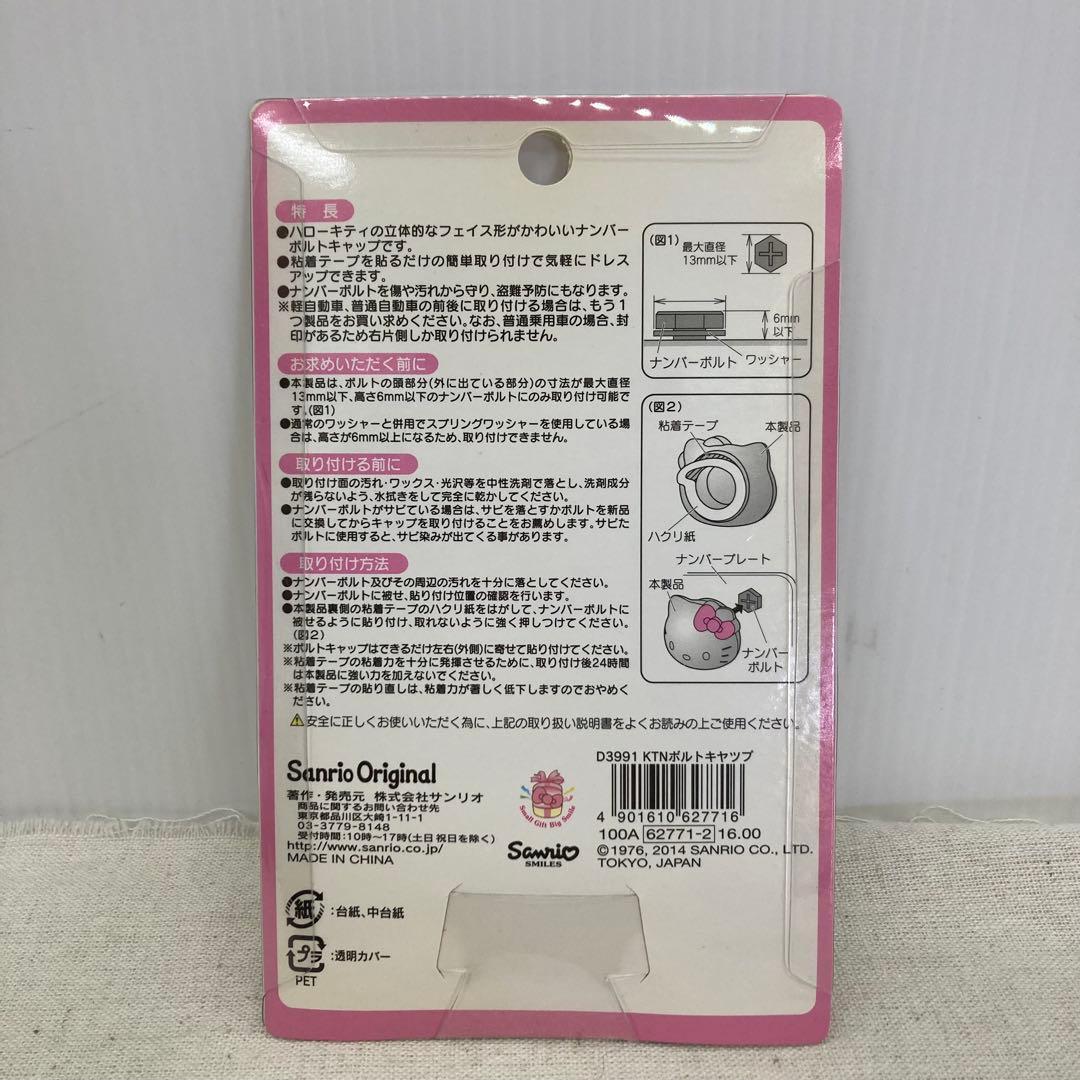 特長
●ハローキティの立体的なフェイス形がかわいいナンバー
ボルトキャップです。
●粘着テープを貼るだけの簡単取り付けで気軽にドレス
アップできます。
●ナンバーボルトを傷や汚れから守り、盗難予防にもなります。
※軽自動車、普通自動車の前後に取り付ける場合は、もう1
つ製品をお買い求めください。なお、普通乗用車の場合、封
印があるため右片側しか取り付けられません。
お求めいただく前に
●本製品は、ボルトの頭部分(外に出ている部分)の寸法が最大直径
13mm以下、高さ6mm以下のナンバーボルトにのみ取り付け可能で
す。(図1)
●通常のワッシャーと併用でスプリングワッシャーを使用している場
合は、高さが6mm以上になるため、取り付けできません。
取り付ける前に
●取り付け面の汚れ・ワックス・光沢等を中性洗剤で落とし、洗剤成分
が残らないよう、水拭きをして完全に乾かしてください。
●ナンバーボルトがサビている場合は、サビを落とすかボルトを新品
に交換してからキャップを取り付けることをお薦めします。サビた
ボルトに使用すると、サビ染みが出てくる事があります。
取り付け方法
●ナンバーボルト及びその周辺の汚れを十分に落としてください。
●ナンバーボルトに被せ、貼り付け位置の確認を行います。
●本製品裏側の粘着テープのハクリ紙をはがして、ナンバーボルトに
被せるように貼り付け、取れないように強く押しつけてください。
(図2)
※ボルトキャップはできるだけ左右(外側)に寄せて貼り付けてください。
※粘着テープの粘着力を十分に発揮させるために、取り付け後24時間
は本製品に強い力を加えないでください。
※粘着テープの貼り直しは、粘着力が著しく低下しますのでおやめく
ださい。
⚠安全に正しくお使いいただく為に、上記の取り扱い説明書をよくお読みの上ご使用ください。
(図1)
最大直径
13mm以下
6mm
以下
ナンバーボルト
ワッシャー
(図2)
粘着テープ
本製品
ハクリ紙
ナンバープレート
本製品
ナンバー
ボルト
Sanrio Original
著作・発売元 株式会社サンリオ
商品に関するお問い合わせ先
東京都品川区大崎1-11-1
03-3779-8148
受付時間:10時〜17時(土日祝日を除く)
http://www.sanrio.co.jp/
MADE IN CHINA
Small Gift Big Smile
Sanrio
SMILES
D3991 KTNボルトキヤツプ
4 901610 627716
100A 62771-2 16.00
©1976, 2014 SANRIO CO., LTD.
TOKYO, JAPAN
紙
:台紙、中台紙
プラ
:透明カバー
PET